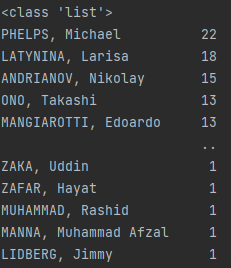 <class 'list'>
PHELPS, Michael 22
LATYNINA, Larisa 18
ANDRIANOV, Nikolay 15
ONO, Takashi 13
MANGIAROTTI, Edoardo 13
..
ZAKA, Uddin 1
ZAFAR, Hayat 1
MUHAMMAD, Rashid 1
MANNA, Muhammad Afzal 1
LIDBERG, Jimmy 1